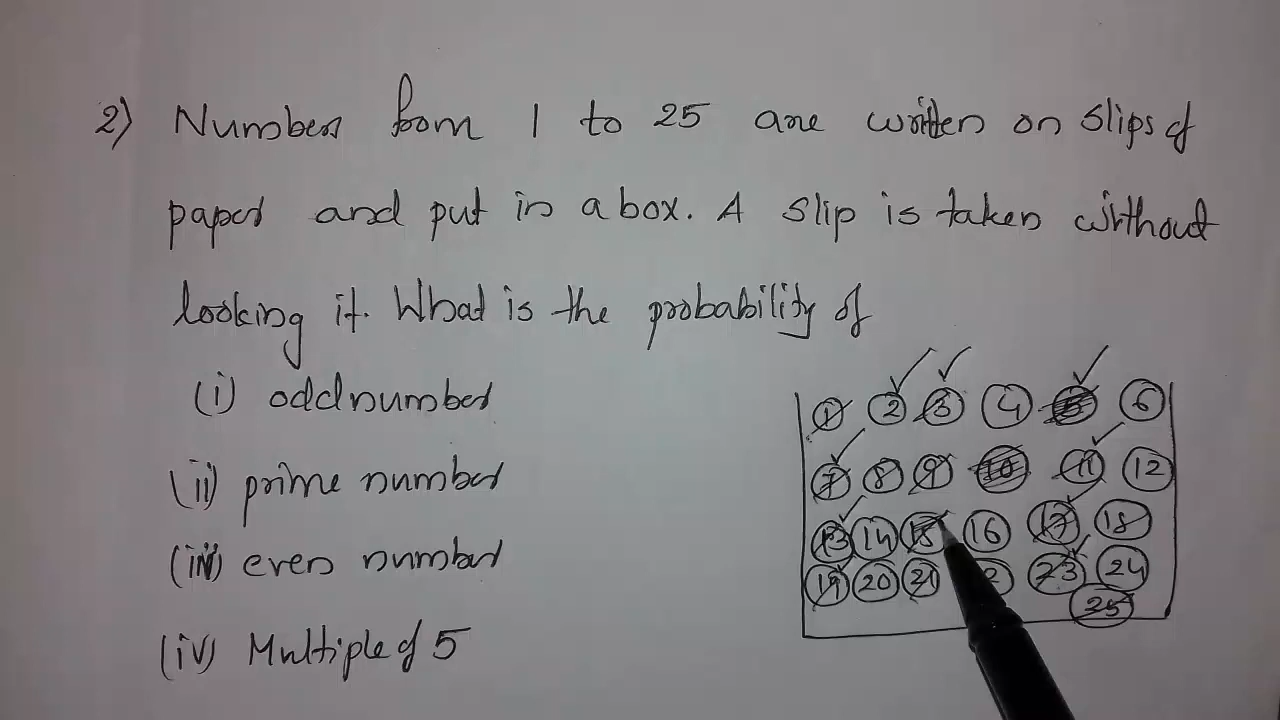 2) Number from 1 to 25 are written on slips of
paper and put in a box. A slip is taken without
looking it. What is the probability of
(i) odd number
(ii) prime number
(iii) even number
(iv) Multiple of 5
1 2 3 4 5 6
7 8 9 10 11 12
13 14 15 16 17 18
19 20 21 2 23 24
25